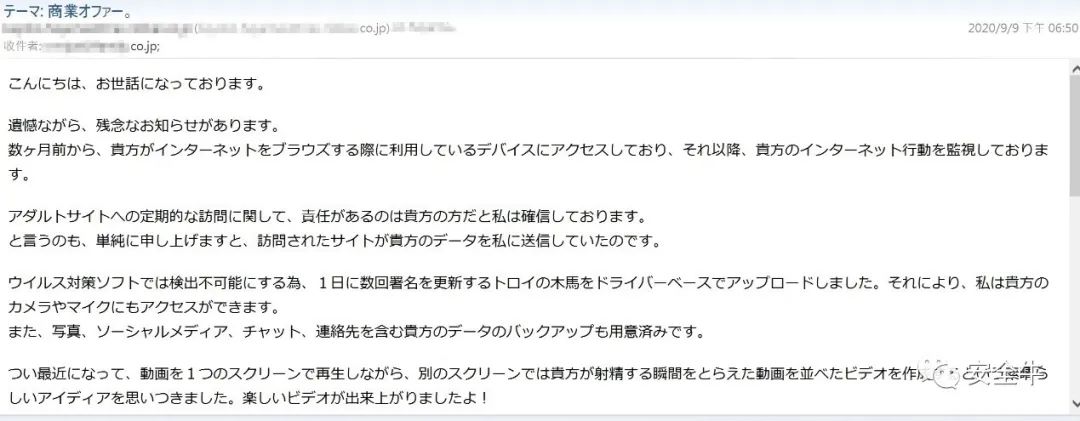 テーマ: 商業オファー。
co.jp)
2020/9/9 下午 06:50
收件者: co.jp;
こんにちは、お世話になっております。
遺憾ながら、残念なお知らせがあります。
数ヶ月前から、貴方がインターネットをブラウズする際に利用しているデバイスにアクセスしており、それ以降、貴方のインターネット行動を監視しておりま
す。
アダルトサイトへの定期的な訪問に関して、責任があるのは貴方の方だと私は確信しております。
と言うのも、単純に申し上げますと、訪問されたサイトが貴方のデータを私に送信していたのです。
ウイルス対策ソフトでは検出不可能にする為、１日に数回署名を更新するトロイの木馬をドライバーベースでアップロードしました。それにより、私は貴方の
カメラやマイクにもアクセスができます。
また、写真、ソーシャルメディア、チャット、連絡先を含む貴方のデータのバックアップも用意済みです。
つい最近になって、動画を１つのスクリーンで再生しながら、別のスクリーンでは貴方が射精する瞬間をとらえた動画を並べたビデオを作
しいアイディアを思いつきました。楽しいビデオが出来上がりましたよ！
安全牛